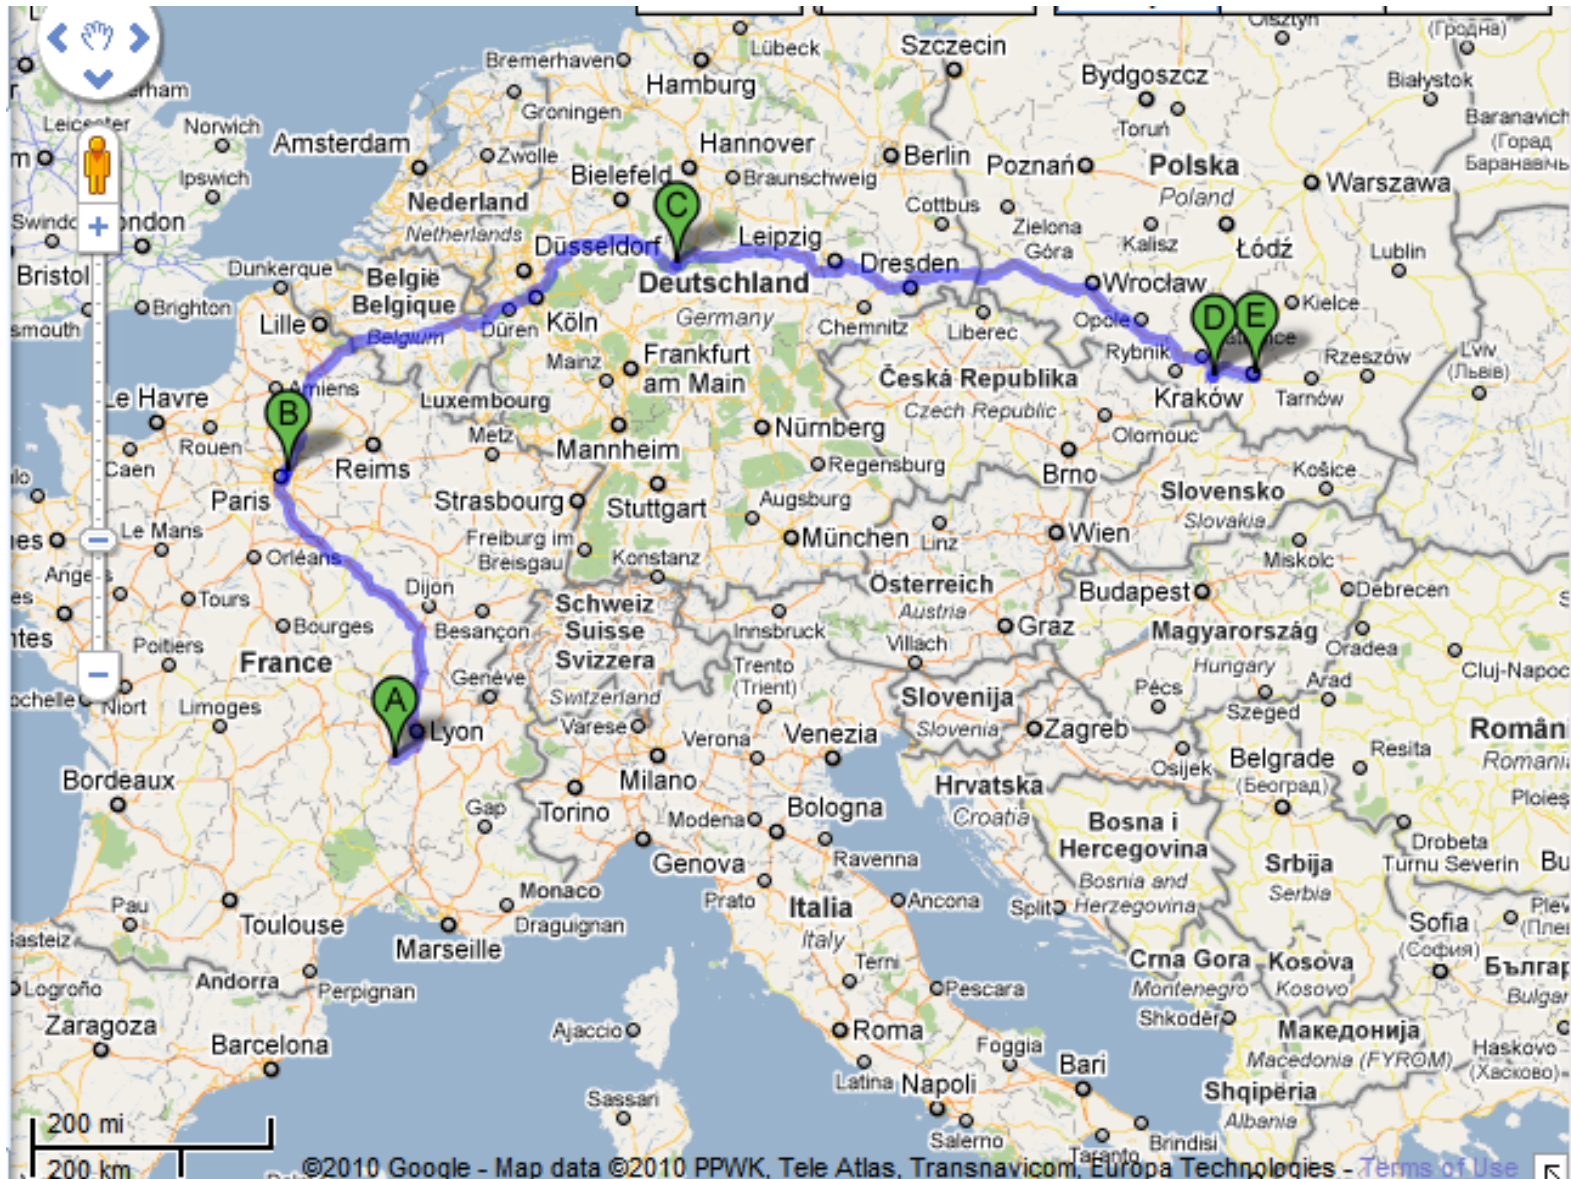 Lübeck
Szczecin
Olsztyn
(Гродна)
Bremerhaven
Hamburg
Bydgoszcz
Białystok
Groningen
Toruń
Baranavich
(Горад
Баранавічь
Leicester
Norwich
Amsterdam
Zwolle
Hannover
Berlin
Poznań
Polska
Poland
Warszawa
Ipswich
Bielefeld
Braunschweig
Nederland
Netherlands
Cottbus
Zielona
Góra
Kalisz
Łódź
Lublin
C
Düsseldorf
Leipzig
Bristol
Dunkerque
België
Belgique
Belgium
Deutschland
Germany
Dresden
Wrocław
Kielce
Brighton
smouth
Lille
Düren
Köln
Chemnitz
Liberec
Opole
D
E
Rybnik
Rzeszów
L'viv
(Львів)
Mainz
Frankfurt
am Main
Česká Republika
Czech Republic
Kraków
Tarnów
Amiens
Le Havre
B
Luxembourg
Rouen
Caen
Reims
Metz
Mannheim
Nürnberg
Olomouc
Brno
Regensburg
Košice
Paris
Strasbourg
Stuttgart
Augsburg
Slovensko
Slovakia
Le Mans
Freiburg im
Breisgau
München
Linz
Wien
Miskolc
Orléans
Konstanz
Dijon
Österreich
Austria
Budapest
Debrecen
Tours
Schweiz
Suisse
Svizzera
Switzerland
Bourges
Besançon
Innsbruck
Graz
Magyarország
Hungary
Oradea
Poitiers
Villach
Cluj-Napoc
France
Genève
Trento
(Trient)
Pécs
Arad
Niort
Limoges
A
Slovenija
Slovenia
Szeged
Lyon
Varese
Verona
Venezia
Zagreb
Român
Romania
Osijek
Belgrade
(Београд)
Resita
Bordeaux
Milano
Torino
Hrvatska
Croatia
Gap
Modena
Bologna
Bosna i
Hercegovina
Bosnia and
Herzegovina
Ploieş
Drobeta
Turnu Severin
Genova
Ravenna
Srbija
Serbia
Monaco
Prato
Italia
Italy
Ancona
Split
Pau
Toulouse
Draguignan
Marseille
Sofia
(София)
Terni
Crna Gora
Montenegro
Kosovo
Kosova
Logroño
Andorra
Perpignan
Pescara
Българ
Bulgar
Zaragoza
Ajaccio
Roma
Shkodër
Македонија
Macedonia (FYROM)
Haskovo
(Хасково)
Barcelona
Foggia
Bari
Latina
Napoli
Shqipëria
Albania
Sassari
Salerno
Brindisi
Taranto
200 mi
200 km
©2010 Google - Map data ©2010 PPWK, Tele Atlas, Transnavicom, Europa Technologies - Terms of Use